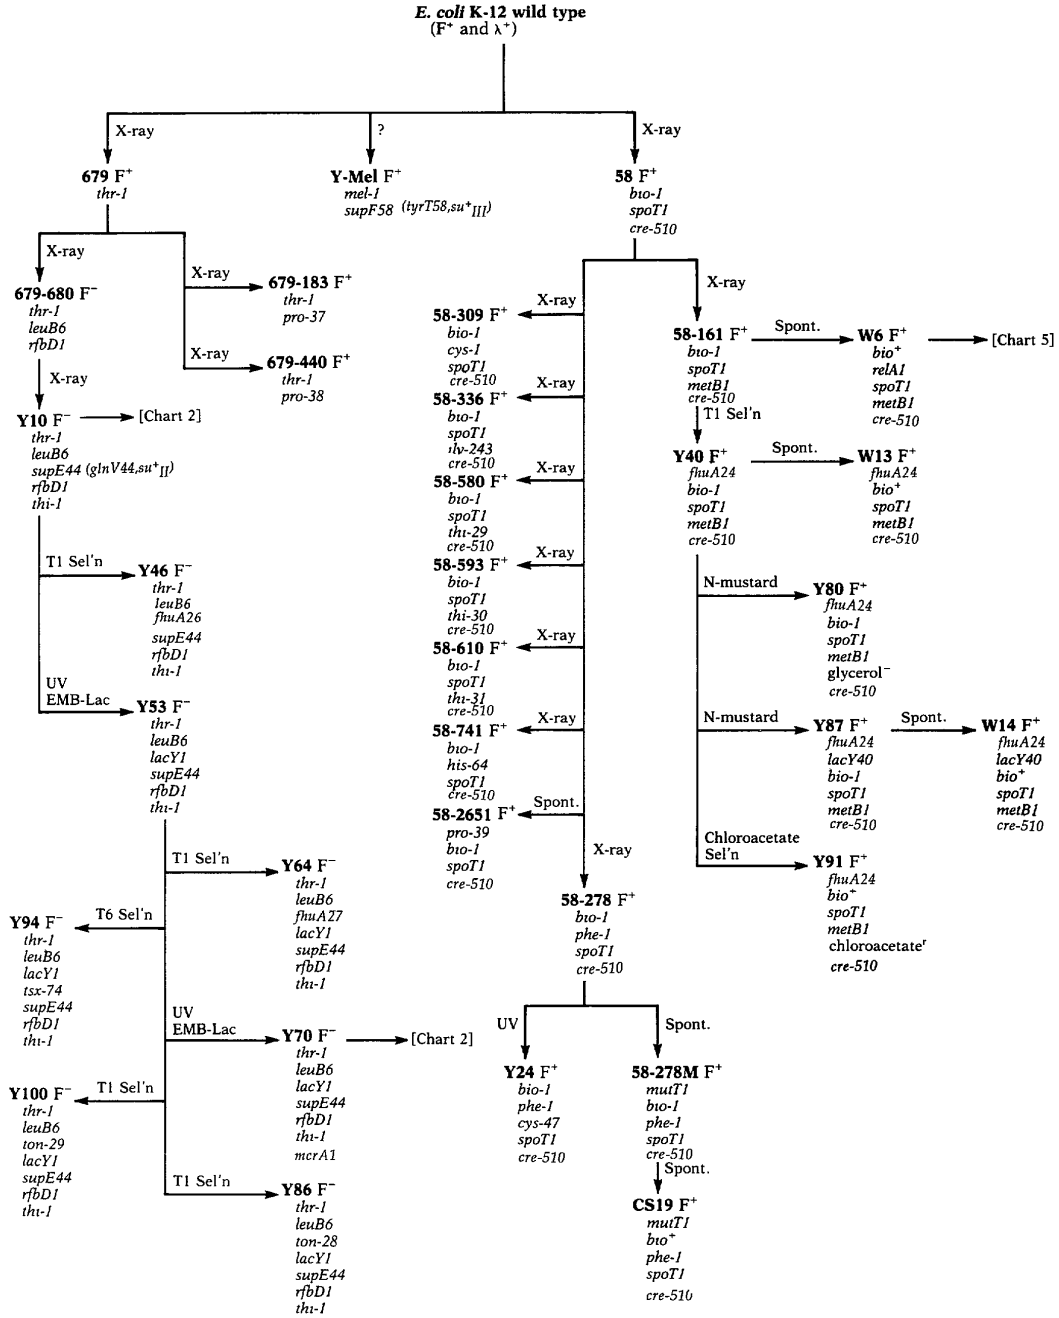 E. coli K-12 wild type
(F⁺ and λ⁺)
X-ray
?
X-ray
679 F⁺
thr-1
Y-Mel F⁺
mel-1
supF58 (tyrT58,su⁺III)
58 F⁺
bio-1
spoT1
cre-510
X-ray
679-680 F⁻
thr-1
leuB6
rfbD1
X-ray
679-183 F⁺
thr-1
pro-37
X-ray
679-440 F⁺
thr-1
pro-38
X-ray
Y10 F⁻
[Chart 2]
thr-1
leuB6
supE44 (glnV44,su⁺II)
rfbD1
thi-1
T1 Sel'n
Y46 F⁻
thr-1
leuB6
fhuA26
supE44
rfbD1
thi-1
UV
EMB-Lac
Y53 F⁻
thr-1
leuB6
lacY1
supE44
rfbD1
thi-1
T1 Sel'n
Y64 F⁻
thr-1
leuB6
fhuA27
lacY1
supE44
rfbD1
thi-1
T6 Sel'n
Y94 F⁻
thr-1
leuB6
lacY1
tsx-74
supE44
rfbD1
thi-1
UV
EMB-Lac
Y70 F⁻
[Chart 2]
thr-1
leuB6
lacY1
supE44
rfbD1
thi-1
mcrA1
T1 Sel'n
Y100 F⁻
thr-1
leuB6
ton-29
lacY1
supE44
rfbD1
thi-1
T1 Sel'n
Y86 F⁻
thr-1
leuB6
ton-28
lacY1
supE44
rfbD1
thi-1
X-ray
58-309 F⁺
bio-1
cys-1
spoT1
cre-510
X-ray
58-336 F⁺
bio-1
spoT1
ilv-243
cre-510
X-ray
58-580 F⁺
bio-1
spoT1
thi-29
cre-510
X-ray
58-593 F⁺
bio-1
spoT1
thi-30
cre-510
X-ray
58-610 F⁺
bio-1
spoT1
thi-31
cre-510
X-ray
58-741 F⁺
bio-1
his-64
spoT1
cre-510
Spont.
58-2651 F⁺
pro-39
bio-1
spoT1
cre-510
X-ray
58-278 F⁺
bio-1
phe-1
spoT1
cre-510
UV
Y24 F⁺
bio-1
phe-1
cys-47
spoT1
cre-510
Spont.
58-278M F⁺
mutT1
bio-1
phe-1
spoT1
cre-510
Spont.
CS19 F⁺
mutT1
bio⁺
phe-1
spoT1
cre-510
X-ray
58-161 F⁺
bio-1
spoT1
metB1
cre-510
Spont.
W6 F⁺
[Chart 5]
bio⁺
relA1
spoT1
metB1
cre-510
T1 Sel'n
Y40 F⁺
fhuA24
bio-1
spoT1
metB1
cre-510
Spont.
W13 F⁺
fhuA24
bio⁺
spoT1
metB1
cre-510
N-mustard
Y80 F⁺
fhuA24
bio-1
spoT1
metB1
glycerol⁻
cre-510
N-mustard
Y87 F⁺
fhuA24
lacY40
bio-1
spoT1
metB1
cre-510
Spont.
W14 F⁺
fhuA24
lacY40
bio⁺
spoT1
metB1
cre-510
Chloroacetate
Sel'n
Y91 F⁺
fhuA24
bio⁺
spoT1
metB1
chloroacetateʳ
cre-510